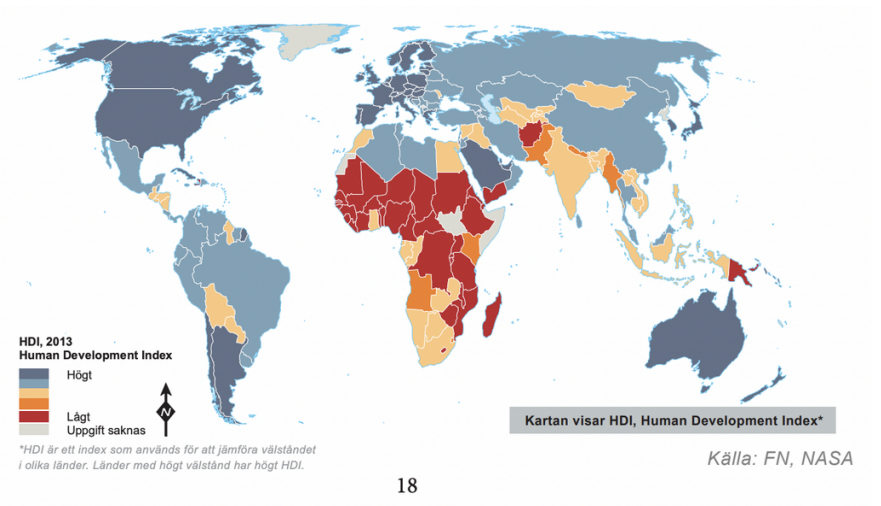 HDI, 2013
Human Development Index
Högt
Lågt
Uppgift saknas
N
*HDI är ett index som används för att jämföra välståndet
i olika länder. Länder med högt välstånd har högt HDI.
Kartan visar HDI, Human Development Index*
Källa: FN, NASA
18